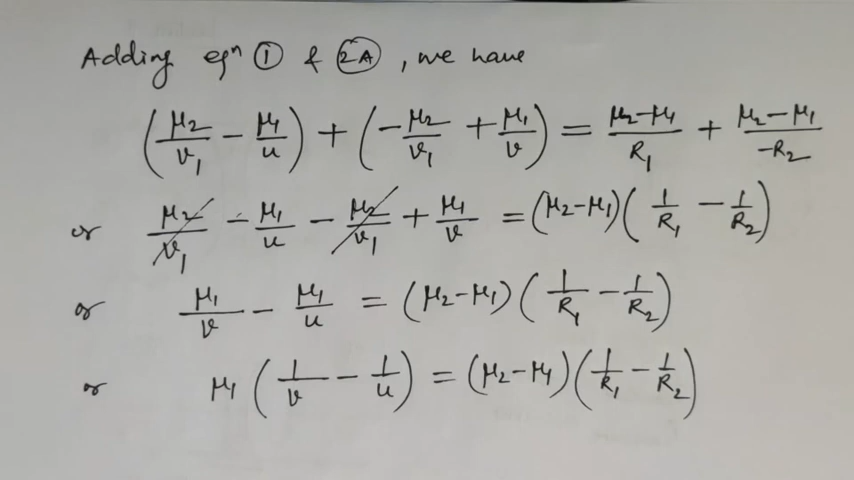 Adding eqⁿ ① & (2A), we have
(μ₂/v₁ − μ₁/u) + (−μ₂/v₁ + μ₁/v) = (μ₂−μ₁)/R₁ + (μ₂−μ₁)/−R₂
or μ₂/v₁ − μ₁/u − μ₂/v₁ + μ₁/v = (μ₂−μ₁)(1/R₁ − 1/R₂)
or μ₁/v − μ₁/u = (μ₂−μ₁)(1/R₁ − 1/R₂)
or μ₁(1/v − 1/u) = (μ₂−μ₁)(1/R₁ − 1/R₂)